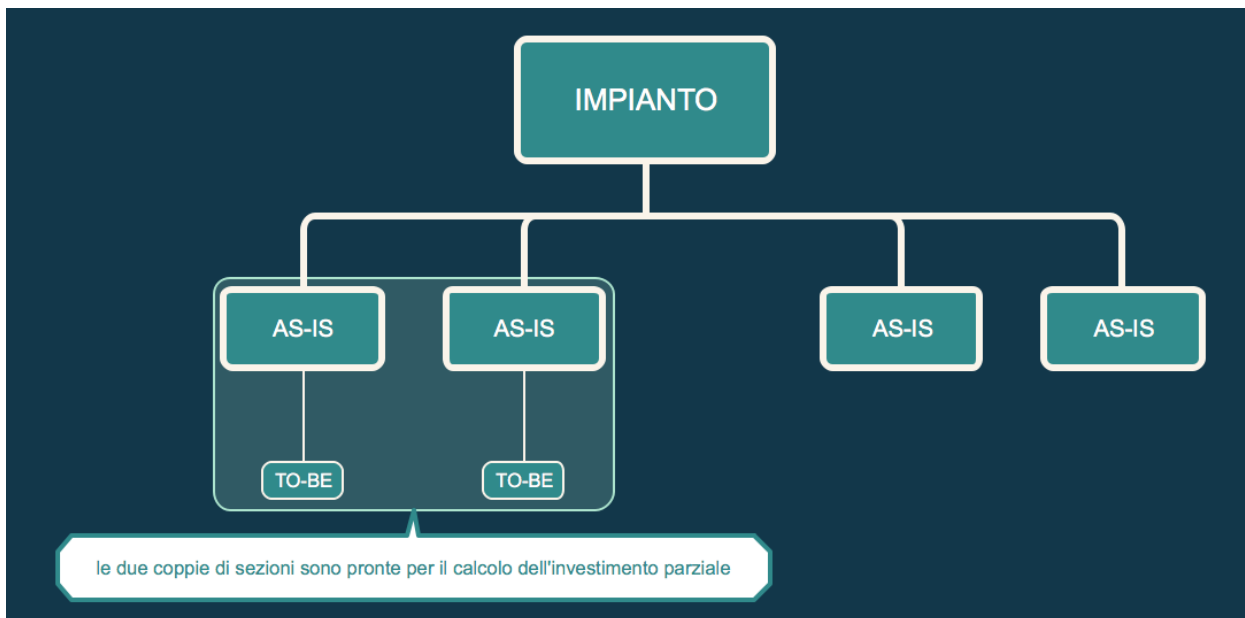 IMPIANTO
AS-IS
AS-IS
AS-IS
AS-IS
TO-BE
TO-BE
le due coppie di sezioni sono pronte per il calcolo dell'investimento parziale